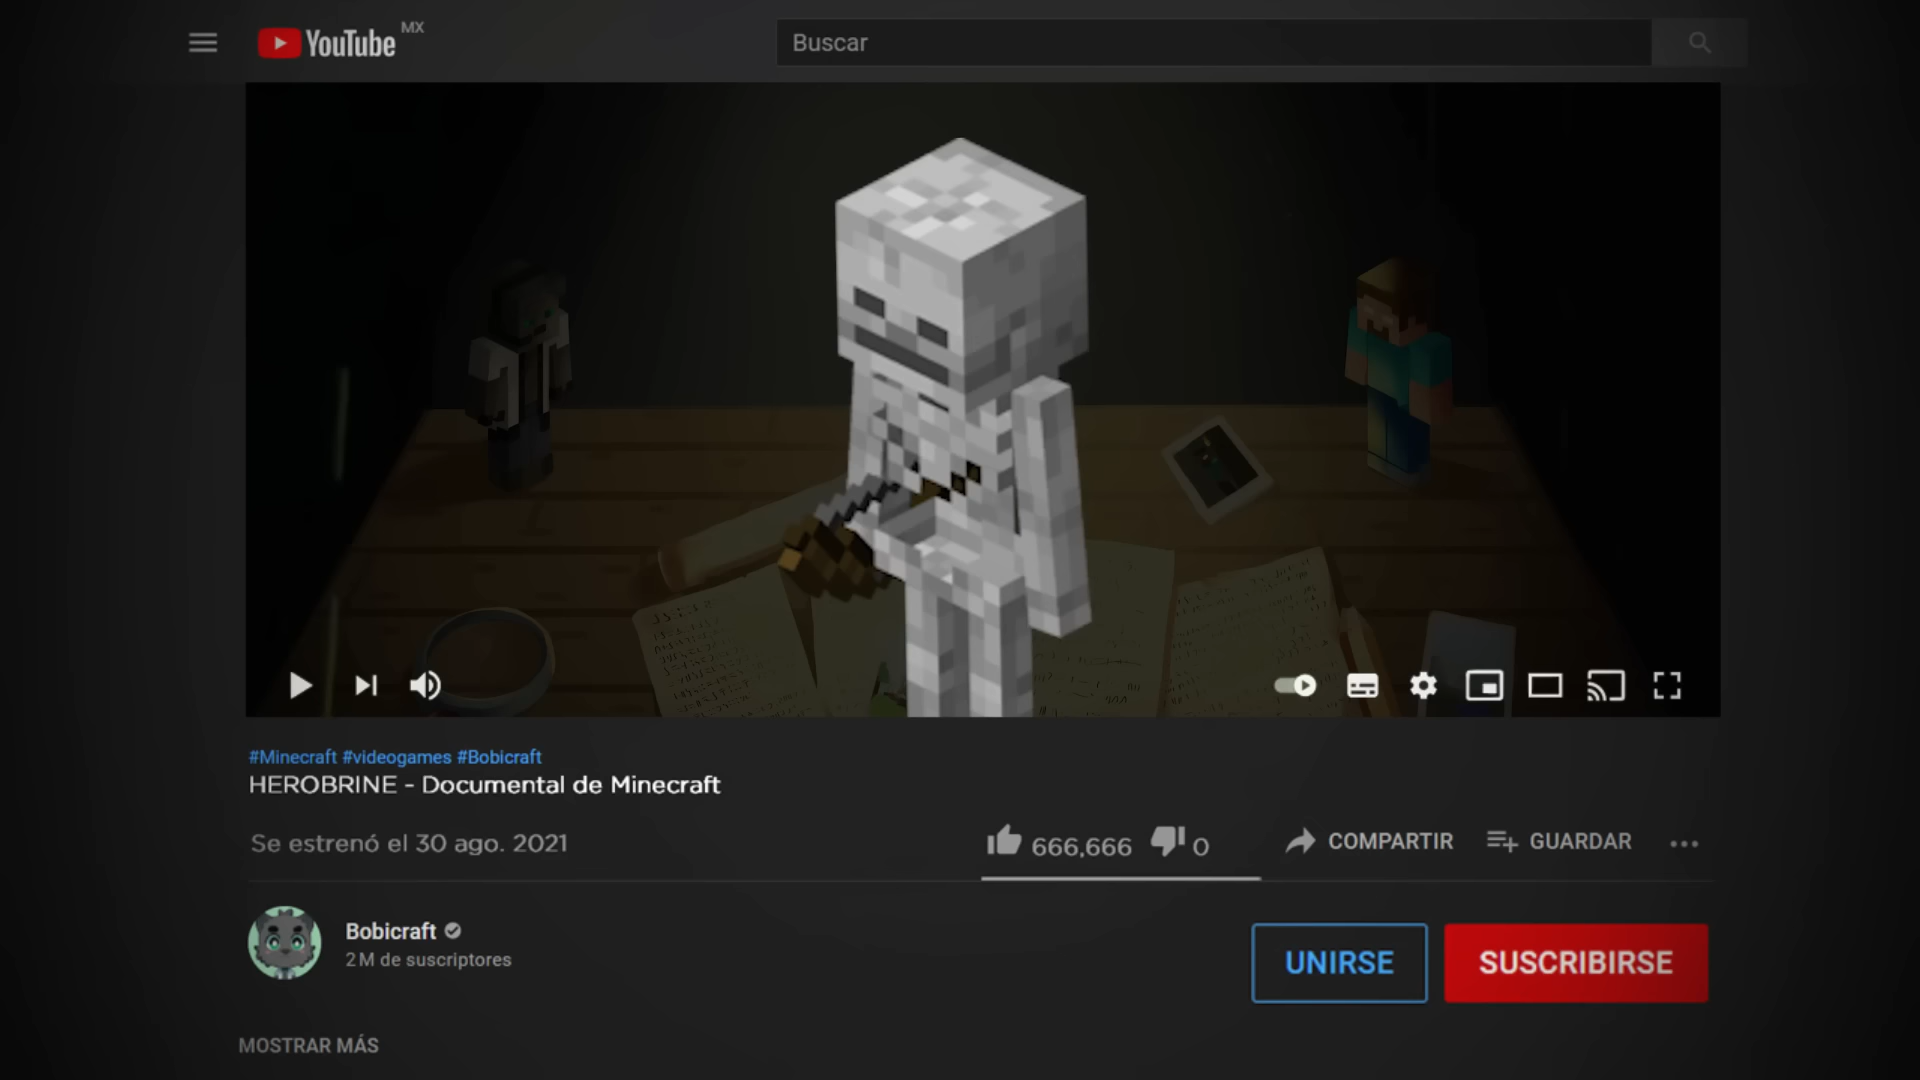 YouTube MX
Buscar
#Minecraft #videogames #Bobicraft
HEROBRINE - Documental de Minecraft
Se estrenó el 30 ago. 2021
666,666 0 COMPARTIR GUARDAR
Bobicraft
2 M de suscriptores
UNIRSE SUSCRIBIRSE
MOSTRAR MÁS